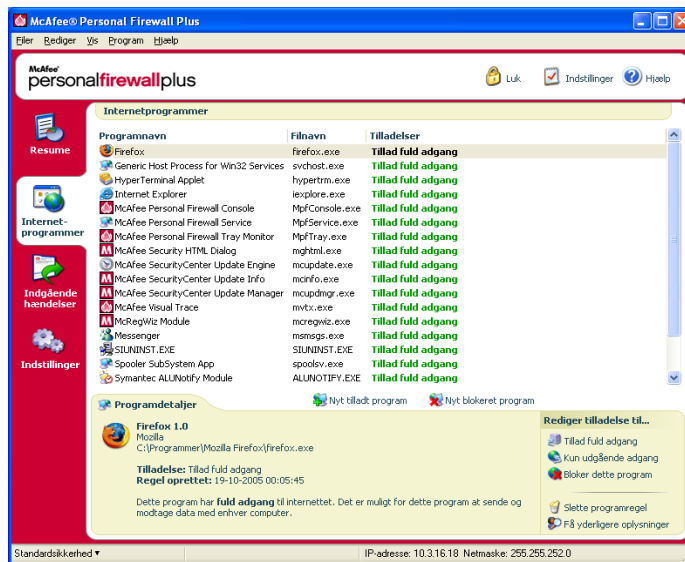 McAfee® Personal Firewall Plus
Filer Rediger Vis Program Hjælp
McAfee®
personalfirewallplus
Luk Indstillinger Hjælp
Internetprogrammer
Resume
Internet-
programmer
Indgående
hændelser
Indstillinger
Programnavn Filnavn Tilladelser
Firefox firefox.exe Tillad fuld adgang
Generic Host Process for Win32 Services svchost.exe Tillad fuld adgang
HyperTerminal Applet hypertrm.exe Tillad fuld adgang
Internet Explorer iexplore.exe Tillad fuld adgang
McAfee Personal Firewall Console MpfConsole.exe Tillad fuld adgang
McAfee Personal Firewall Service MpfService.exe Tillad fuld adgang
McAfee Personal Firewall Tray Monitor MpfTray.exe Tillad fuld adgang
McAfee Security HTML Dialog mghtml.exe Tillad fuld adgang
McAfee SecurityCenter Update Engine mcupdate.exe Tillad fuld adgang
McAfee SecurityCenter Update Info mcinfo.exe Tillad fuld adgang
McAfee SecurityCenter Update Manager mcupdmgr.exe Tillad fuld adgang
McAfee Visual Trace mvtx.exe Tillad fuld adgang
McRegWiz Module mcregwiz.exe Tillad fuld adgang
Messenger msmsgs.exe Tillad fuld adgang
SIUNINST.EXE SIUNINST.EXE Tillad fuld adgang
Spooler SubSystem App spoolsv.exe Tillad fuld adgang
Symantec ALUNotify Module ALUNOTIFY.EXE Tillad fuld adgang
Programdetaljer
Nyt tilladt program Nyt blokeret program
Firefox 1.0
Mozilla
C:\Programmer\Mozilla Firefox\firefox.exe
Tilladelse: Tillad fuld adgang
Regel oprettet: 19-10-2005 00:05:45
Dette program har fuld adgang til internettet. Det er muligt for dette program at sende og
modtage data med enhver computer.
Rediger tilladelse til...
Tillad fuld adgang
Kun udgående adgang
Bloker dette program
Slette programregel
Få yderligere oplysninger
Standardsikkerhed ▾ IP-adresse: 10.3.16.18 Netmaske: 255.255.252.0